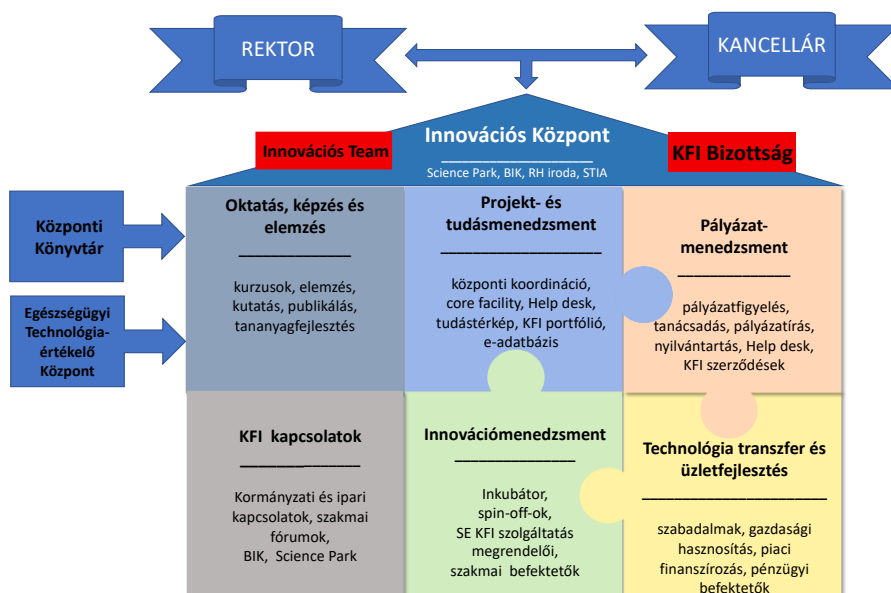 REKTOR
KANCELLÁR
Innovációs Központ
Innovációs Team
KFI Bizottság
Science Park, BIK, RH iroda, STIA
Központi
Könyvtár
Egészségügyi
Technológia-
értékelő
Központ
Oktatás, képzés és
elemzés
kurzusok, elemzés,
kutatás, publikálás,
tananyagfejlesztés
Projekt- és
tudásmenedzsment
központi koordináció,
core facility, Help desk,
tudástérkép, KFI portfólió,
e-adatbázis
Pályázat-
menedzsment
pályázatfigyelés,
tanácsadás, pályázatírás,
nyilvántartás, Help desk,
KFI szerződések
KFI kapcsolatok
Kormányzati és ipari
kapcsolatok, szakmai
fórumok,
BIK, Science Park
Innovációmenedzsment
Inkubátor,
spin-off-ok,
SE KFI szolgáltatás
megrendelői,
szakmai befektetők
Technológia transzfer és
üzletfejlesztés
szabadalmak, gazdasági
hasznosítás, piaci
finanszírozás, pénzügyi
befektetők